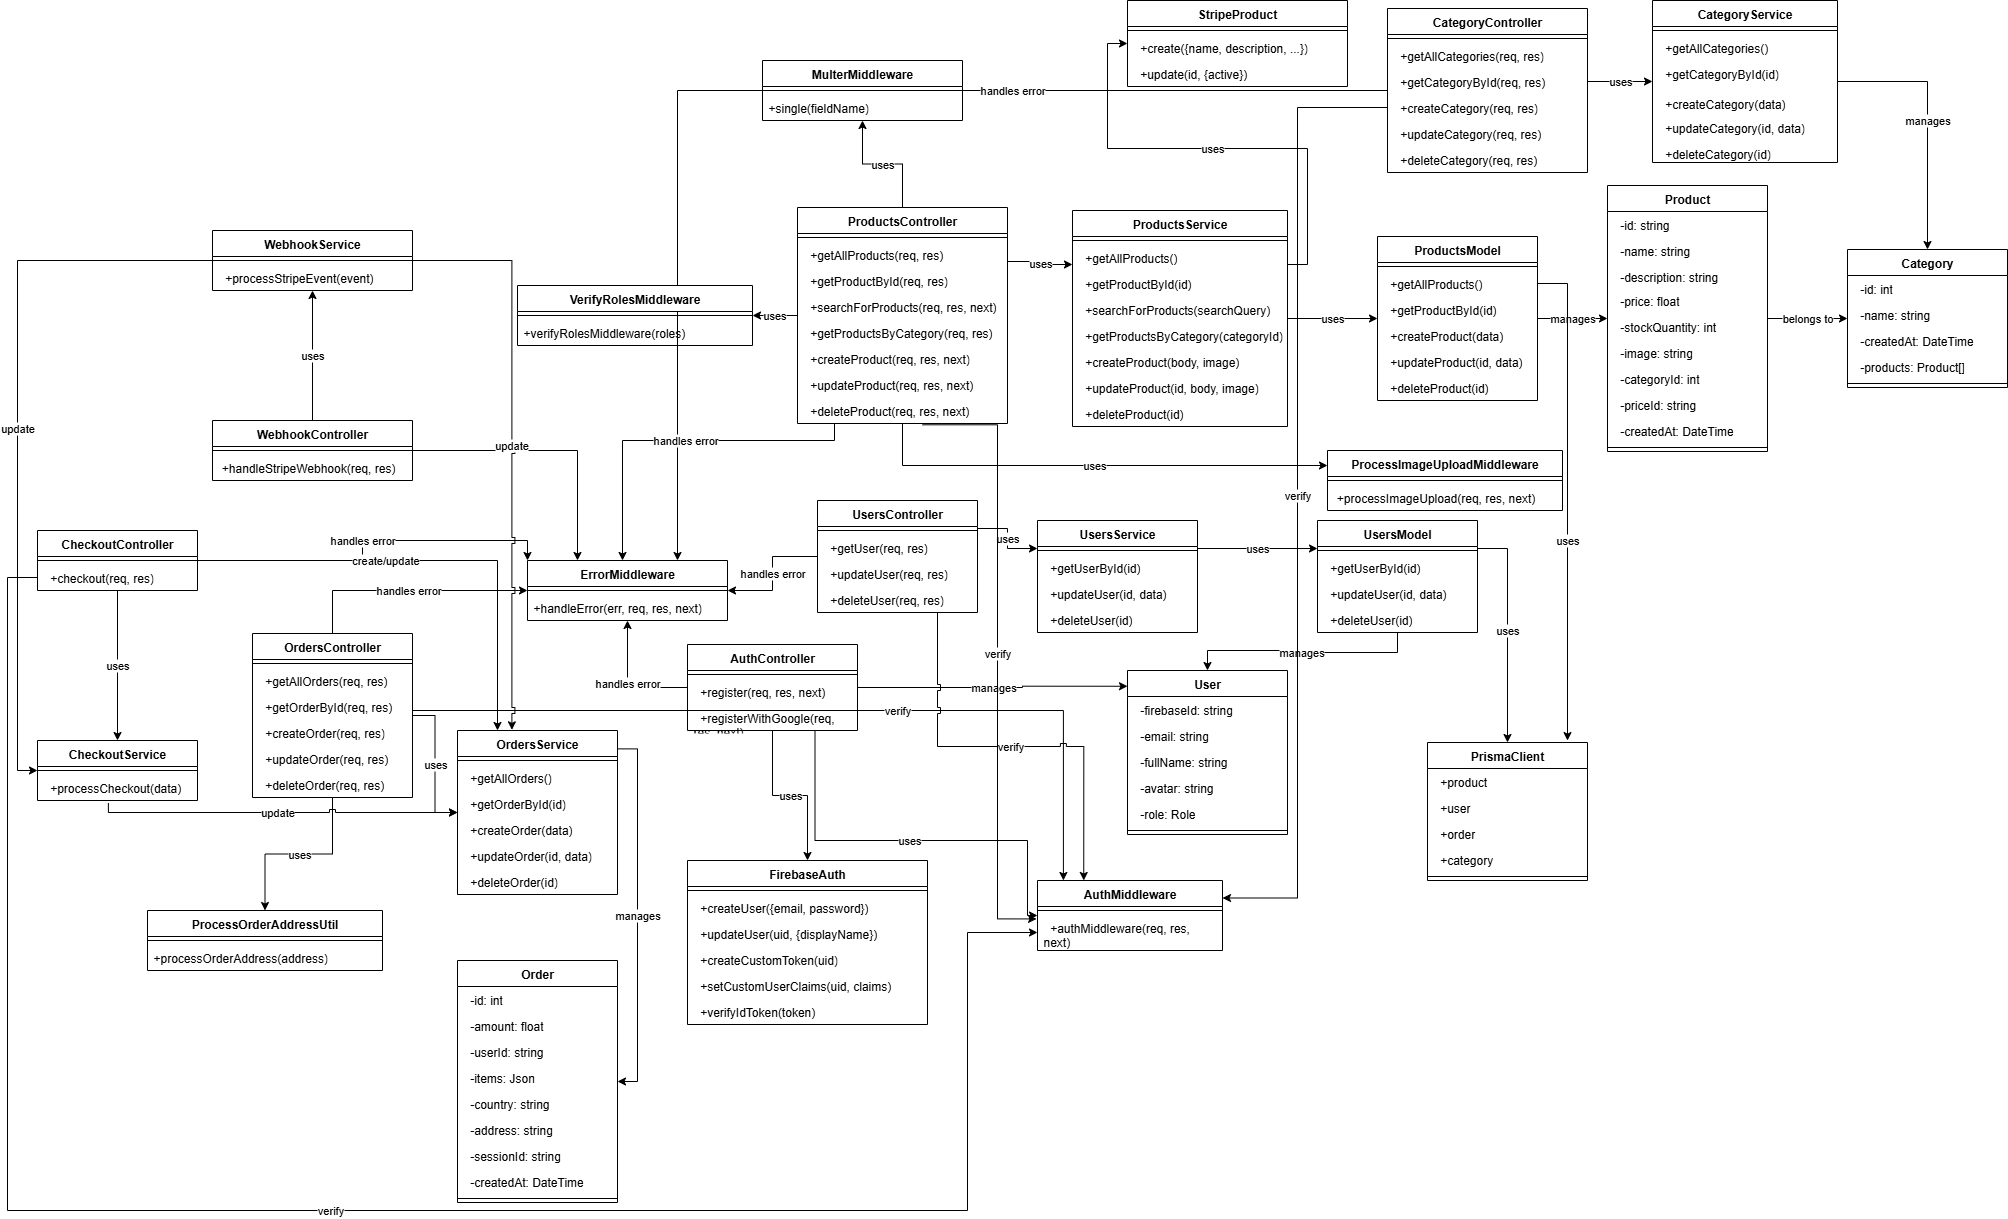 StripeProduct
+create({name, description, ...})
+update(id, {active})
CategoryController
+getAllCategories(req, res)
+getCategoryById(req, res)
+createCategory(req, res)
+updateCategory(req, res)
+deleteCategory(req, res)
uses
CategoryService
+getAllCategories()
+getCategoryById(id)
+createCategory(data)
+updateCategory(id, data)
+deleteCategory(id)
manages
MulterMiddleware
+single(fieldName)
handles error
uses
uses
ProductsController
+getAllProducts(req, res)
+getProductById(req, res)
+searchForProducts(req, res, next)
+getProductsByCategory(req, res)
+createProduct(req, res, next)
+updateProduct(req, res, next)
+deleteProduct(req, res, next)
uses
ProductsService
+getAllProducts()
+getProductById(id)
+searchForProducts(searchQuery)
+getProductsByCategory(categoryId)
+createProduct(body, image)
+updateProduct(id, body, image)
+deleteProduct(id)
uses
ProductsModel
+getAllProducts()
+getProductById(id)
+createProduct(data)
+updateProduct(id, data)
+deleteProduct(id)
manages
Product
-id: string
-name: string
-description: string
-price: float
-stockQuantity: int
-image: string
-categoryId: int
-priceId: string
-createdAt: DateTime
belongs to
Category
-id: int
-name: string
-createdAt: DateTime
-products: Product[]
WebhookService
+processStripeEvent(event)
uses
VerifyRolesMiddleware
+verifyRolesMiddleware(roles)
uses
update
WebhookController
+handleStripeWebhook(req, res)
update
handles error
uses
ProcessImageUploadMiddleware
+processImageUpload(req, res, next)
verify
uses
CheckoutController
+checkout(req, res)
handles error
create/update
handles error
ErrorMiddleware
+handleError(err, req, res, next)
handles error
UsersController
+getUser(req, res)
+updateUser(req, res)
+deleteUser(req, res)
uses
UsersService
+getUserById(id)
+updateUser(id, data)
+deleteUser(id)
uses
UsersModel
+getUserById(id)
+updateUser(id, data)
+deleteUser(id)
uses
manages
uses
OrdersController
+getAllOrders(req, res)
+getOrderById(req, res)
+createOrder(req, res)
+updateOrder(req, res)
+deleteOrder(req, res)
uses
handles error
AuthController
+register(req, res, next)
+registerWithGoogle(req,
res, next)
verify
manages
verify
verify
User
-firebaseId: string
-email: string
-fullName: string
-avatar: string
-role: Role
PrismaClient
+product
+user
+order
+category
CheckoutService
+processCheckout(data)
update
uses
OrdersService
+getAllOrders()
+getOrderById(id)
+createOrder(data)
+updateOrder(id, data)
+deleteOrder(id)
manages
uses
uses
FirebaseAuth
+createUser({email, password})
+updateUser(uid, {displayName})
+createCustomToken(uid)
+setCustomUserClaims(uid, claims)
+verifyIdToken(token)
AuthMiddleware
+authMiddleware(req, res,
next)
ProcessOrderAddressUtil
+processOrderAddress(address)
Order
-id: int
-amount: float
-userId: string
-items: Json
-country: string
-address: string
-sessionId: string
-createdAt: DateTime
verify